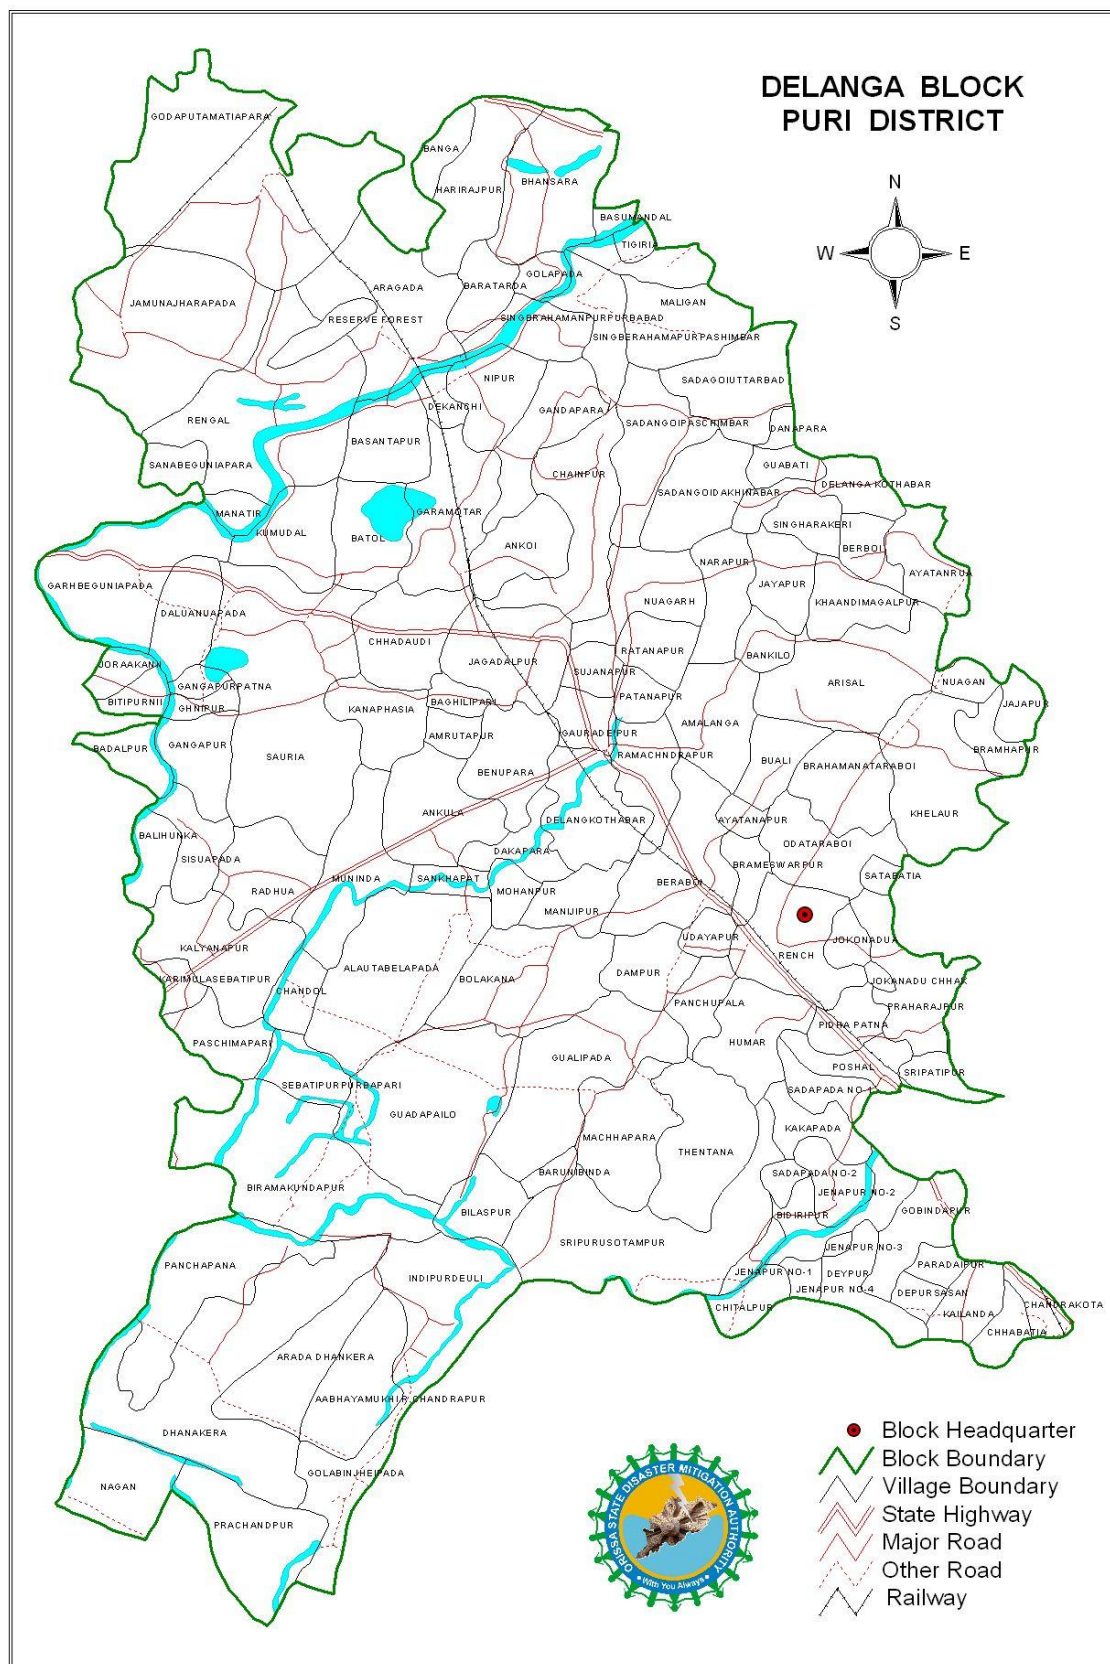 DELANGA BLOCK
PURI DISTRICT
N
W
E
S
GODAPUTAMATIAPARA
BANGA
HARIRAJPUR
BHANSARA
BASUMANDAL
TIGIRIA
GOLAPADA
BARATARDA
ARAGADA
JAMUNAJHARAPADA
RESERVE FOREST
MALIGAN
SINGBRAHAMANPURPURBABAD
SINGBERAHAMAPURPASHIMBAR
NIPUR
SADAGOIUTTARBAD
DEKANCHI
GANDAPARA
RENGAL
SADANGOIPASCHIMBAR
DANAPARA
BASANTAPUR
SANABEGUNIAPARA
CHAINPUR
GUABATI
DELANGA KOTHABAR
SADANGOIDAKHINABAR
MANATIR
GARAMOTAR
KUMUDAL
BATOL
SINGHARAKERI
ANKOI
BERBOI
NARAPUR
AYATANRUA
GARHBEGUNIAPADA
JAYAPUR
NUAGARH
KHAANDIMAGALPUR
DALUANUAPADA
CHHADAUDI
RATANAPUR
BANKILO
JORAAKANI
JAGADALPUR
SUJANAPUR
ARISAL
NUAGAN
GANGAPURPATNA
BITIPURNII
GHNIPUR
KANAPHASIA
BAGHILIPARI
PATANAPUR
JAJAPUR
AMALANGA
BADALPUR
GANGAPUR
AMRUTAPUR
GAURADEIPUR
BRAMHAPUR
SAURIA
RAMACHNDRAPUR
BUALI
BRAHAMANATARABOI
BENUPARA
ANKULA
DELANGKOTHABAR
AYATANAPUR
KHELAUR
BALIHUNKA
ODATARABOI
SISUAPADA
DAKAPARA
BRAMESWARPUR
SATABATIA
MUNINDA
SANKHAPAT
RADHUA
MOHANPUR
BERABOI
MANIJIPUR
KALYANAPUR
UDAYAPUR
JOKONADUA
RENCH
ALAUTABELAPADA
BOLAKANA
DAMPUR
KARIMULASEBATIPUR
CHANDOL
JOKANADU CHHAK
PANCHUPALA
PRAHARAJPUR
PASCHIMAPARI
HUMAR
PIDHA PATNA
GUALIPADA
POSHAL
SRIPATIPUR
SEBATIPURPURBAPARI
SADAPADA NO-1
GUADAPAILO
KAKAPADA
MACHHAPARA
THENTANA
BARUNIBINDA
SADAPADA NO-2
BIRAMAKUNDAPUR
JENAPUR NO-2
BILASPUR
BIDIRIPUR
GOBINDAPUR
SRIPURUSOTAMPUR
JENAPUR NO-3
PANCHAPANA
PARADAIPUR
INDIPURDEULI
JENAPUR NO-1
DEYPUR
JENAPUR NO-4
DEPURSASAN
CHITALPUR
KAILANDA
CHANDRAKOTA
CHHABATIA
ARADA DHANKERA
AABHAYAMUKHIR CHANDRAPUR
DHANAKERA
GOLABINJHEIPADA
NAGAN
PRACHANDPUR
Block Headquarter
Block Boundary
Village Boundary
State Highway
Major Road
Other Road
Railway
ORISSA STATE DISASTER MITIGATION AUTHORITY
With You Always